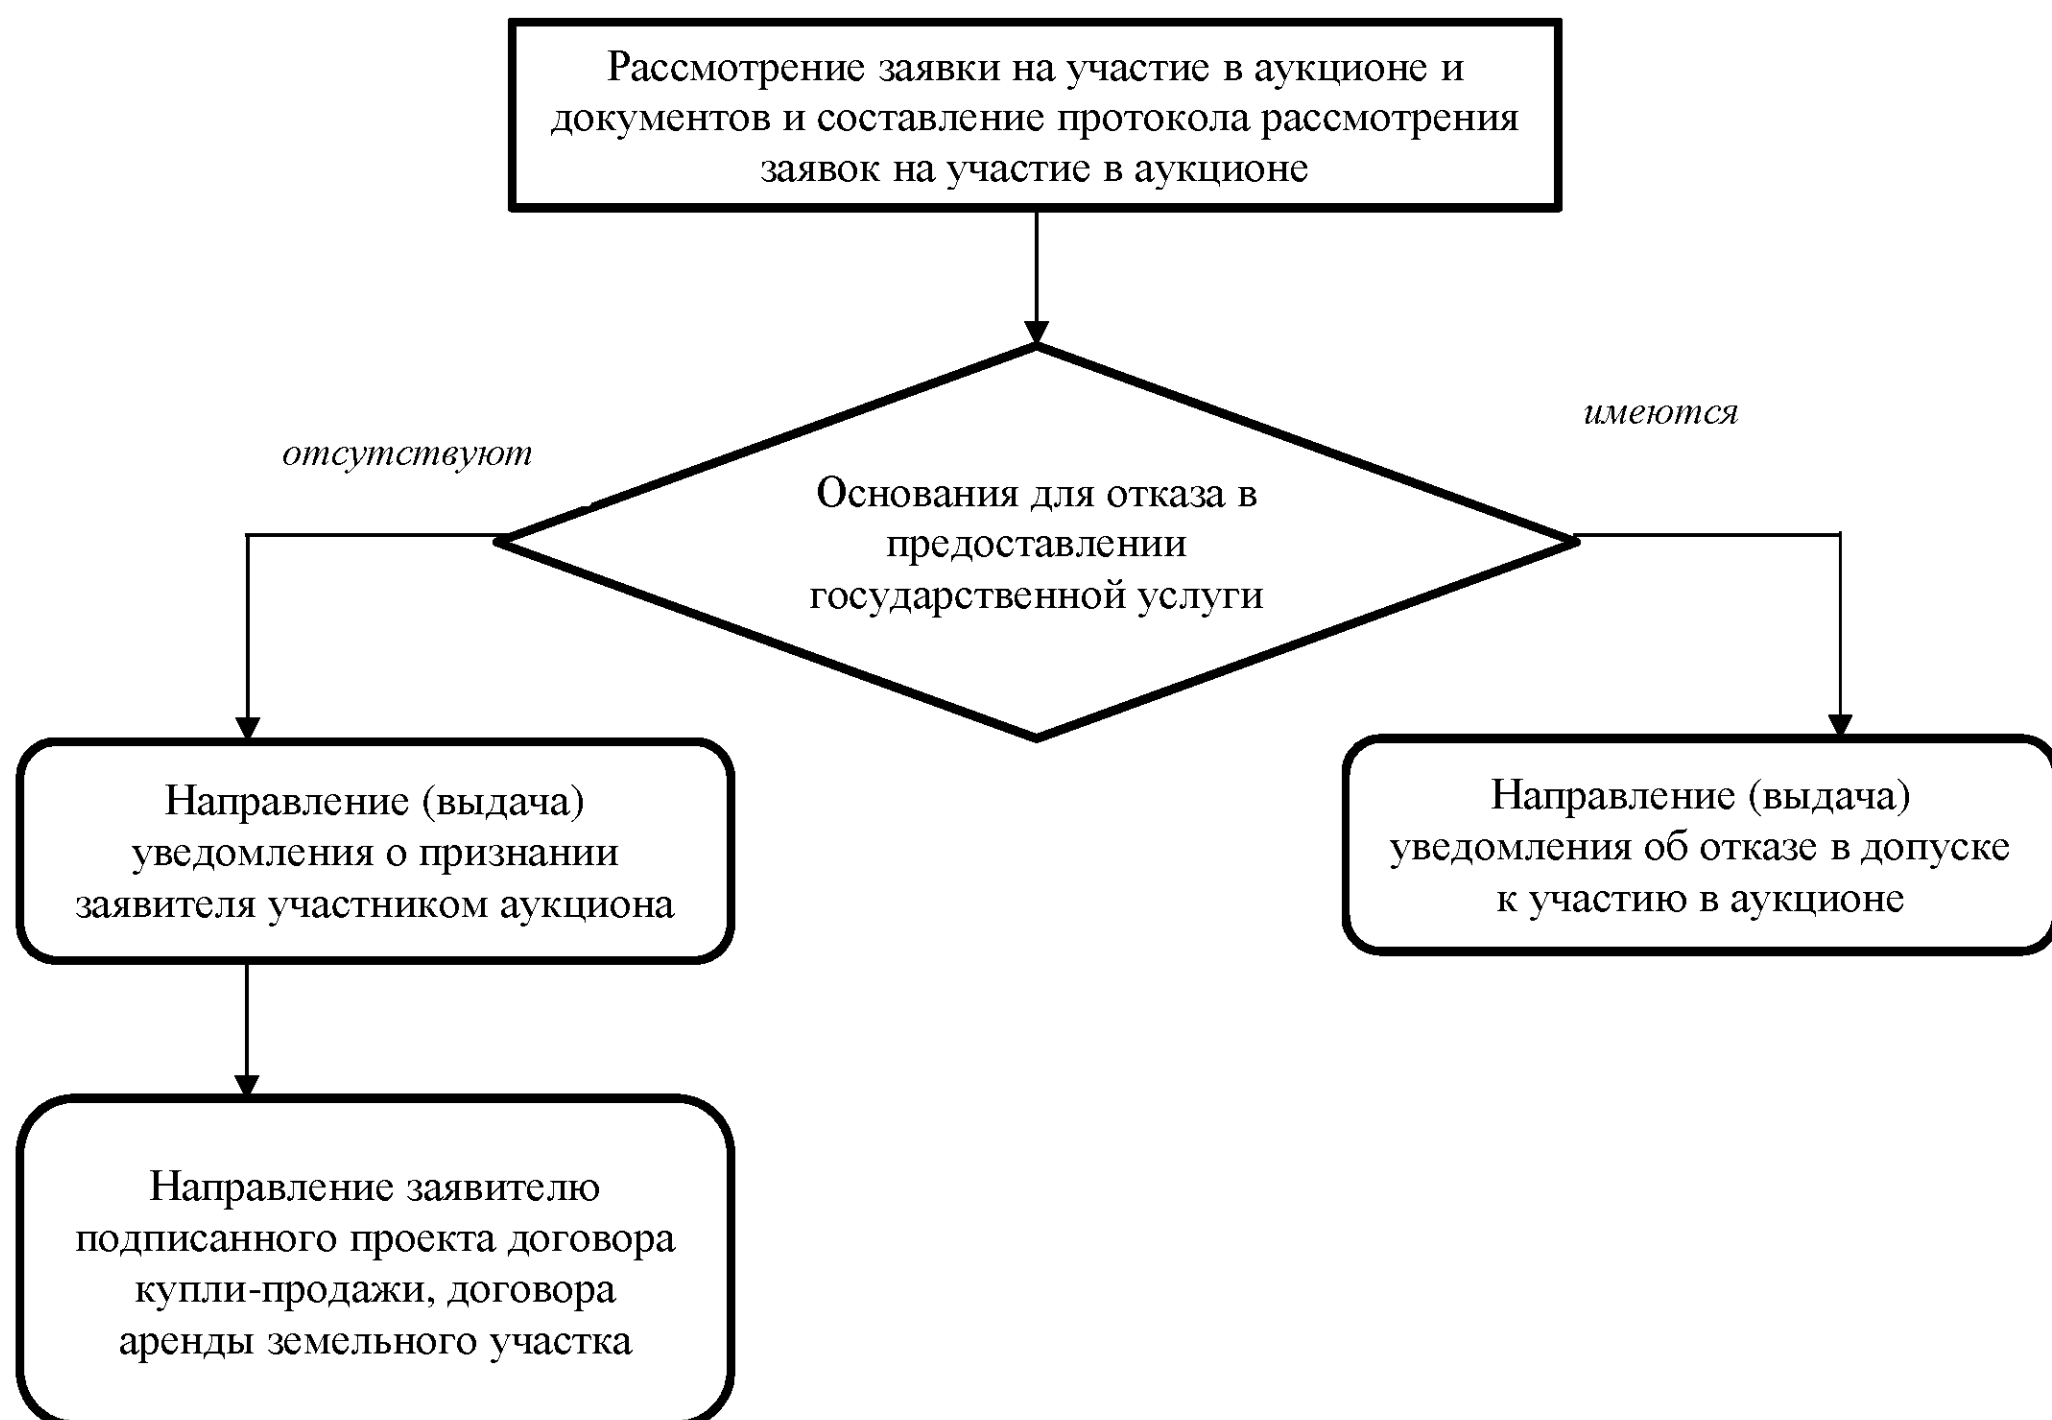 Рассмотрение заявки на участие в аукционе и
документов и составление протокола рассмотрения
заявок на участие в аукционе
отсутствуют
имеются
Основания для отказа в
предоставлении
государственной услуги
Направление (выдача)
уведомления о признании
заявителя участником аукциона
Направление (выдача)
уведомления об отказе в допуске
к участию в аукционе
Направление заявителю
подписанного проекта договора
купли-продажи, договора
аренды земельного участка